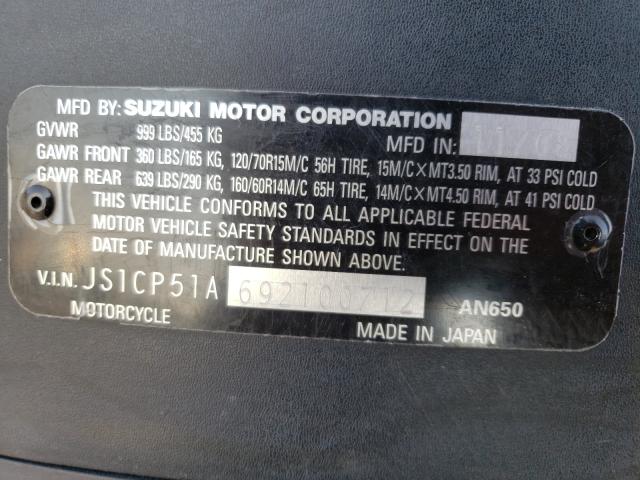 MFD BY: SUZUKI MOTOR CORPORATION
GVWR 999 LBS/455 KG MFD IN:
GAWR FRONT 360 LBS/165 KG, 120/70R15M/C 56H TIRE, 15M/C×MT3.50 RIM, AT 33 PSI COLD
GAWR REAR 639 LBS/290 KG, 160/60R14M/C 65H TIRE, 14M/C×MT4.50 RIM, AT 41 PSI COLD
THIS VEHICLE CONFORMS TO ALL APPLICABLE FEDERAL
MOTOR VEHICLE SAFETY STANDARDS IN EFFECT ON THE
DATE OF MANUFACTURE SHOWN ABOVE.
V.I.N. JS1CP51A692100712 AN650
MOTORCYCLE MADE IN JAPAN